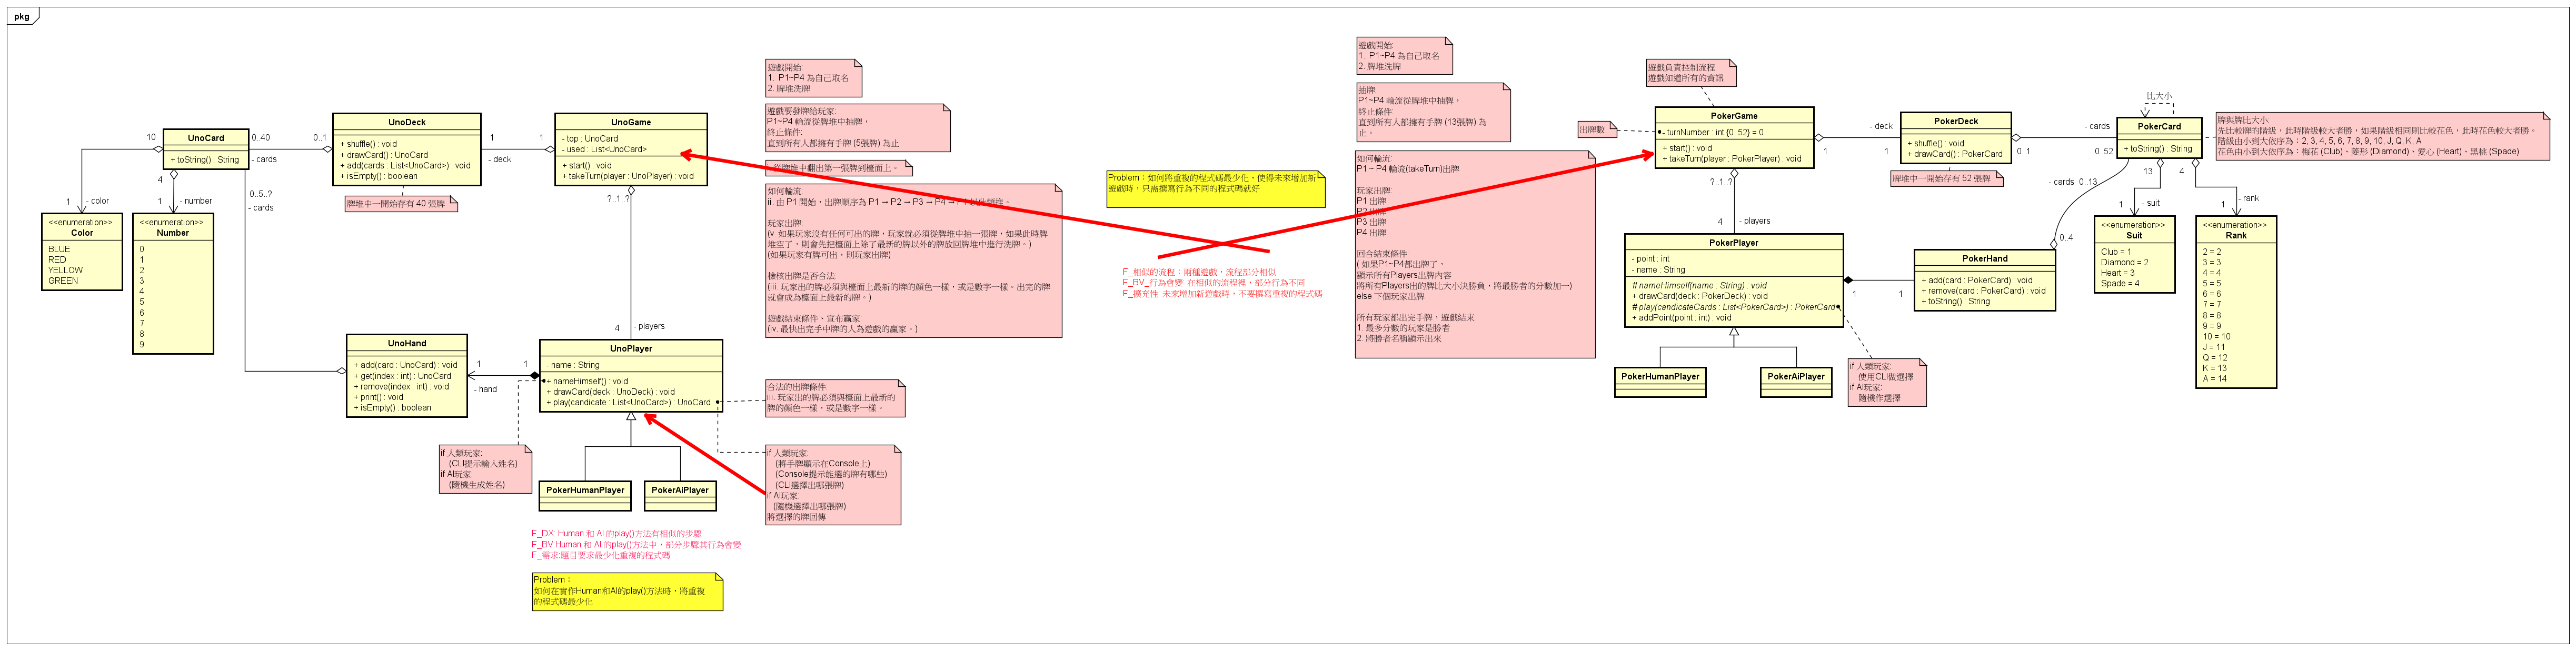 pkg
UnoCard
+ toString() : String
10
0..40
- cards
4
1
- color
1
- number
0..5..?
- cards
<<enumeration>>
Color
BLUE
RED
YELLOW
GREEN
<<enumeration>>
Number
0
1
2
3
4
5
6
7
8
9
UnoDeck
+ shuffle() : void
+ drawCard() : UnoCard
+ add(cards : List<UnoCard>) : void
+ isEmpty() : boolean
0..1
1
- deck
1
牌堆中一開始存有 40 張牌
UnoGame
- top : UnoCard
- used : List<UnoCard>
+ start() : void
+ takeTurn(player : UnoPlayer) : void
?..1..?
4
- players
UnoHand
+ add(card : UnoCard) : void
+ get(index : int) : UnoCard
+ remove(index : int) : void
+ print() : void
+ isEmpty() : boolean
1
- hand
1
UnoPlayer
- name : String
+ nameHimself() : void
+ drawCard(deck : UnoDeck) : void
+ play(candicate : List<UnoCard>) : UnoCard
if 人類玩家:
(CLI提示輸入姓名)
if AI玩家:
(隨機生成姓名)
PokerHumanPlayer
PokerAiPlayer
F_DX: Human 和 AI 的play()方法有相似的步驟
F_BV:Human 和 AI 的play()方法中，部分步驟其行為會變
F_需求:題目要求最少化重複的程式碼
Problem：
如何在實作Human和AI的play()方法時，將重複
的程式碼最少化
遊戲開始:
1. P1~P4 為自己取名
2. 牌堆洗牌
遊戲要發牌給玩家:
P1~P4 輪流從牌堆中抽牌，
終止條件:
直到所有人都擁有手牌 (5張牌) 為止
從牌堆中翻出第一張牌到檯面上。
如何輪流:
ii. 由 P1 開始，出牌順序為 P1 → P2 → P3 → P4 → P1 以此類推。
玩家出牌:
(v. 如果玩家沒有任何可出的牌，玩家就必須從牌堆中抽一張牌，如果此時牌
堆空了，則會先把檯面上除了最新的牌以外的牌放回牌堆中進行洗牌。)
(如果玩家有牌可出，則玩家出牌)
檢核出牌是否合法:
(iii. 玩家出的牌必須與檯面上最新的牌的顏色一樣，或是數字一樣。出完的牌
就會成為檯面上最新的牌。)
遊戲結束條件、宣布贏家:
(iv. 最快出完手中牌的人為遊戲的贏家。)
合法的出牌條件:
iii. 玩家出的牌必須與檯面上最新的
牌的顏色一樣，或是數字一樣。
if 人類玩家:
(將手牌顯示在Console上)
(Console提示能選的牌有哪些)
(CLI選擇出哪張牌)
if AI玩家:
(隨機選擇出哪張牌)
將選擇的牌回傳
Problem：如何將重複的程式碼最少化，使得未來增加新
遊戲時，只需撰寫行為不同的程式碼就好
F_相似的流程：兩種遊戲，流程部分相似
F_BV_行為會變: 在相似的流程裡，部分行為不同
F_擴充性: 未來增加新遊戲時，不要撰寫重複的程式碼
遊戲開始:
1. P1~P4 為自己取名
2. 牌堆洗牌
抽牌:
P1~P4 輪流從牌堆中抽牌，
終止條件:
直到所有人都擁有手牌 (13張牌) 為
止。
如何輪流:
P1 ~ P4 輪流(takeTurn)出牌
玩家出牌:
P1 出牌
P2 出牌
P3 出牌
P4 出牌
回合結束條件:
( 如果P1~P4都出牌了、
顯示所有Players出牌內容
將所有Players出的牌比大小決勝負，將最勝者的分數加一)
else 下個玩家出牌
所有玩家都出完手牌，遊戲結束
1. 最多分數的玩家是勝者
2. 將勝者名稱顯示出來
遊戲負責控制流程
遊戲知道所有的資訊
出牌數
PokerGame
- turnNumber : int {0..52} = 0
+ start() : void
+ takeTurn(player : PokerPlayer) : void
?..1..?
4
- players
1
- deck
1
PokerDeck
+ shuffle() : void
+ drawCard() : PokerCard
牌堆中一開始存有 52 張牌
0..1
- cards
0..52
比大小
PokerCard
+ toString() : String
牌與牌比大小:
先比較牌的階級，此時階級較大者勝，如果階級相同則比較花色，此時花色較大者勝。
階級由小到大依序為：2, 3, 4, 5, 6, 7, 8, 9, 10, J, Q, K, A
花色由小到大依序為：梅花 (Club)、菱形 (Diamond)、愛心 (Heart)、黑桃 (Spade)
13
4
- cards 0..13
1
- suit
1
- rank
<<enumeration>>
Suit
Club = 1
Diamond = 2
Heart = 3
Spade = 4
<<enumeration>>
Rank
2 = 2
3 = 3
4 = 4
5 = 5
6 = 6
7 = 7
8 = 8
9 = 9
10 = 10
J = 11
Q = 12
K = 13
A = 14
PokerPlayer
- point : int
- name : String
# nameHimself(name : String) : void
+ drawCard(deck : PokerDeck) : void
# play(candicateCards : List<PokerCard>) : PokerCard
+ addPoint(point : int) : void
1
1
0..4
PokerHand
+ add(card : PokerCard) : void
+ remove(card : PokerCard) : void
+ toString() : String
PokerHumanPlayer
PokerAiPlayer
if 人類玩家:
使用CLI做選擇
if AI玩家:
隨機作選擇